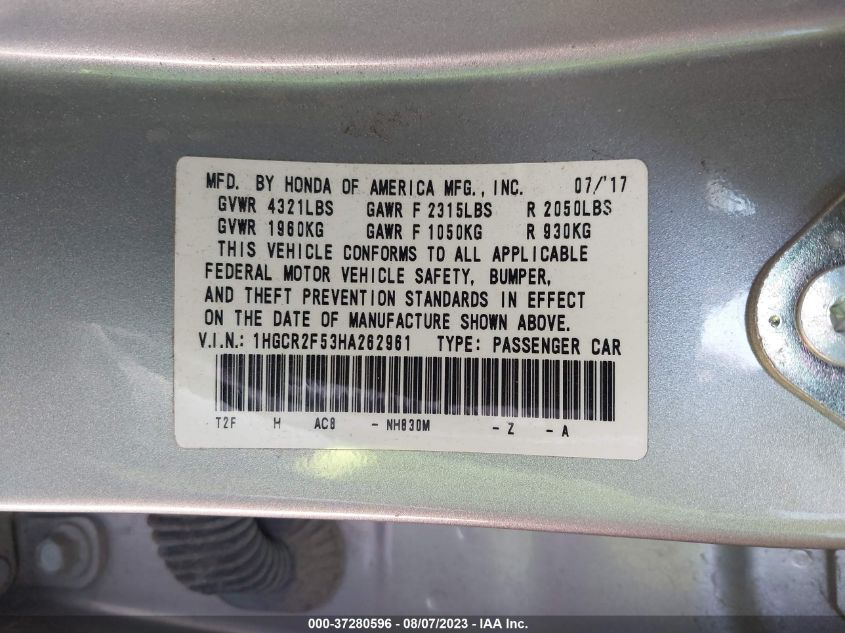 MFD. BY HONDA OF AMERICA MFG., INC. 07/'17
GVWR 4321LBS GAWR F 2315LBS R 2050LBS
GVWR 1960KG GAWR F 1050KG R 930KG
THIS VEHICLE CONFORMS TO ALL APPLICABLE
FEDERAL MOTOR VEHICLE SAFETY, BUMPER,
AND THEFT PREVENTION STANDARDS IN EFFECT
ON THE DATE OF MANUFACTURE SHOWN ABOVE.
V.I.N.: 1HGCR2F53HA262961 TYPE: PASSENGER CAR
T2F H AC8 - NH830M - Z - A
000-37280596 - 08/07/2023 - IAA Inc.